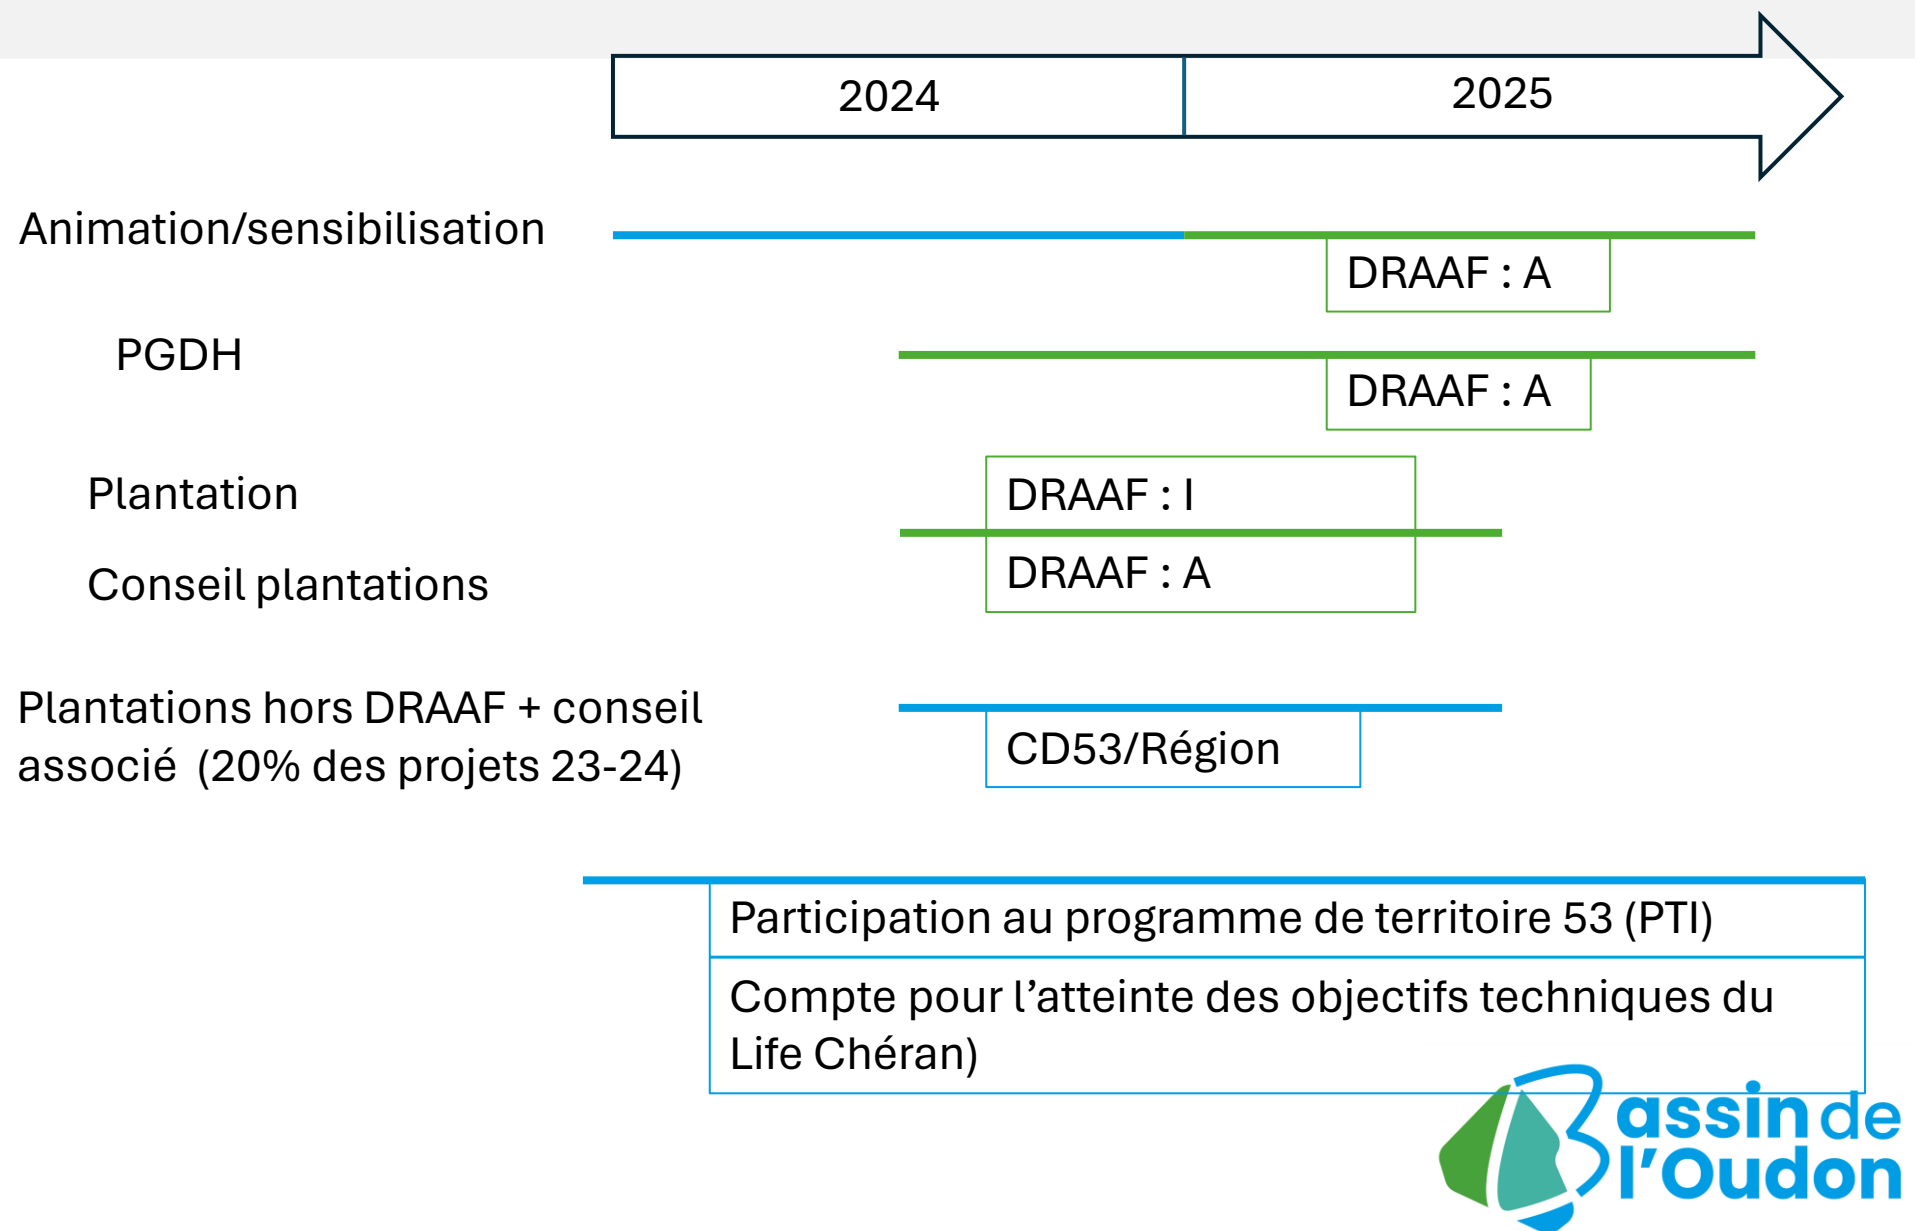 2024
2025
Animation/sensibilisation
DRAAF : A
PGDH
DRAAF : A
Plantation
DRAAF : I
Conseil plantations
DRAAF : A
Plantations hors DRAAF + conseil
associé (20% des projets 23-24)
CD53/Région
Participation au programme de territoire 53 (PTI)
Compte pour l’atteinte des objectifs techniques du
Life Chéran)
Bassin de
l’Oudon